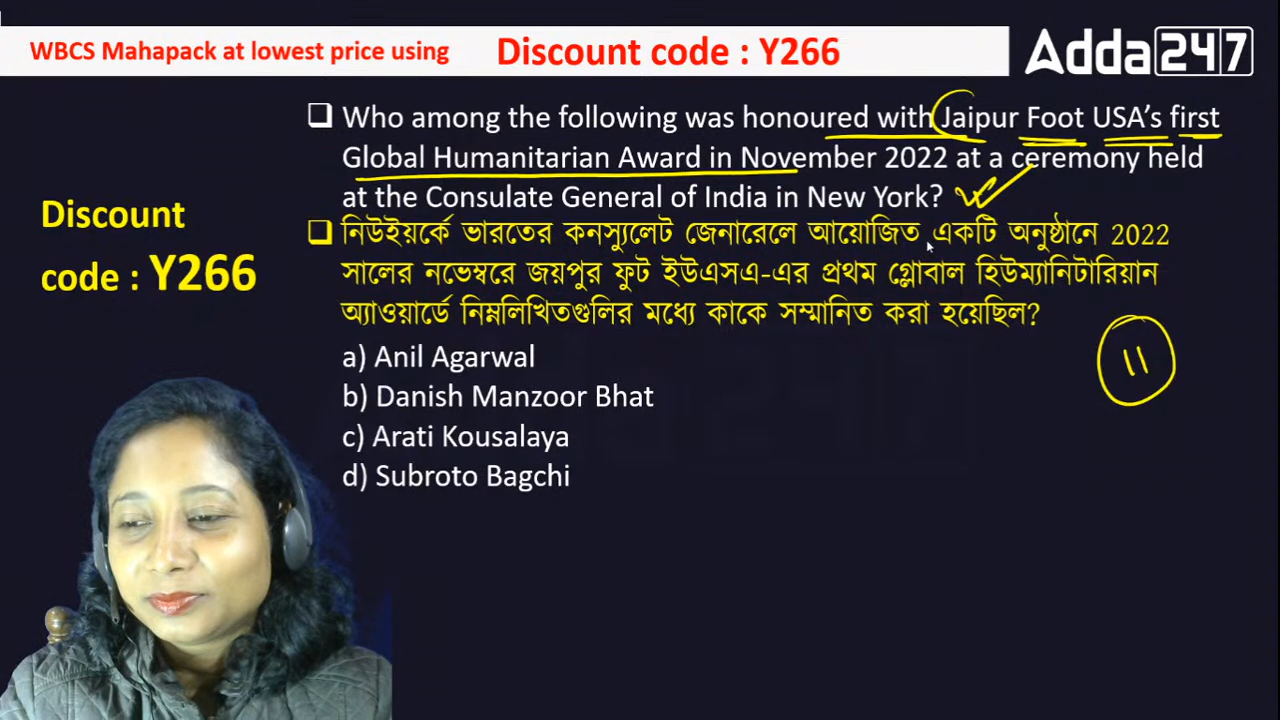 WBCS Mahapack at lowest price using Discount code : Y266
Adda247
Who among the following was honoured with Jaipur Foot USA’s first
Global Humanitarian Award in November 2022 at a ceremony held
at the Consulate General of India in New York?
নিউইয়র্কে ভারতের কনস্যুলেট জেনারেলে আয়োজিত একটি অনুষ্ঠানে 2022
সালের নভেম্বরে জয়পুর ফুট ইউএসএ-এর প্রথম গ্লোবাল হিউম্যানিটারিয়ান
অ্যাওয়ার্ডে নিম্নলিখিতগুলির মধ্যে কাকে সম্মানিত করা হয়েছিল?
a) Anil Agarwal
b) Danish Manzoor Bhat
c) Arati Kousalaya
d) Subroto Bagchi
Discount
code : Y266
11